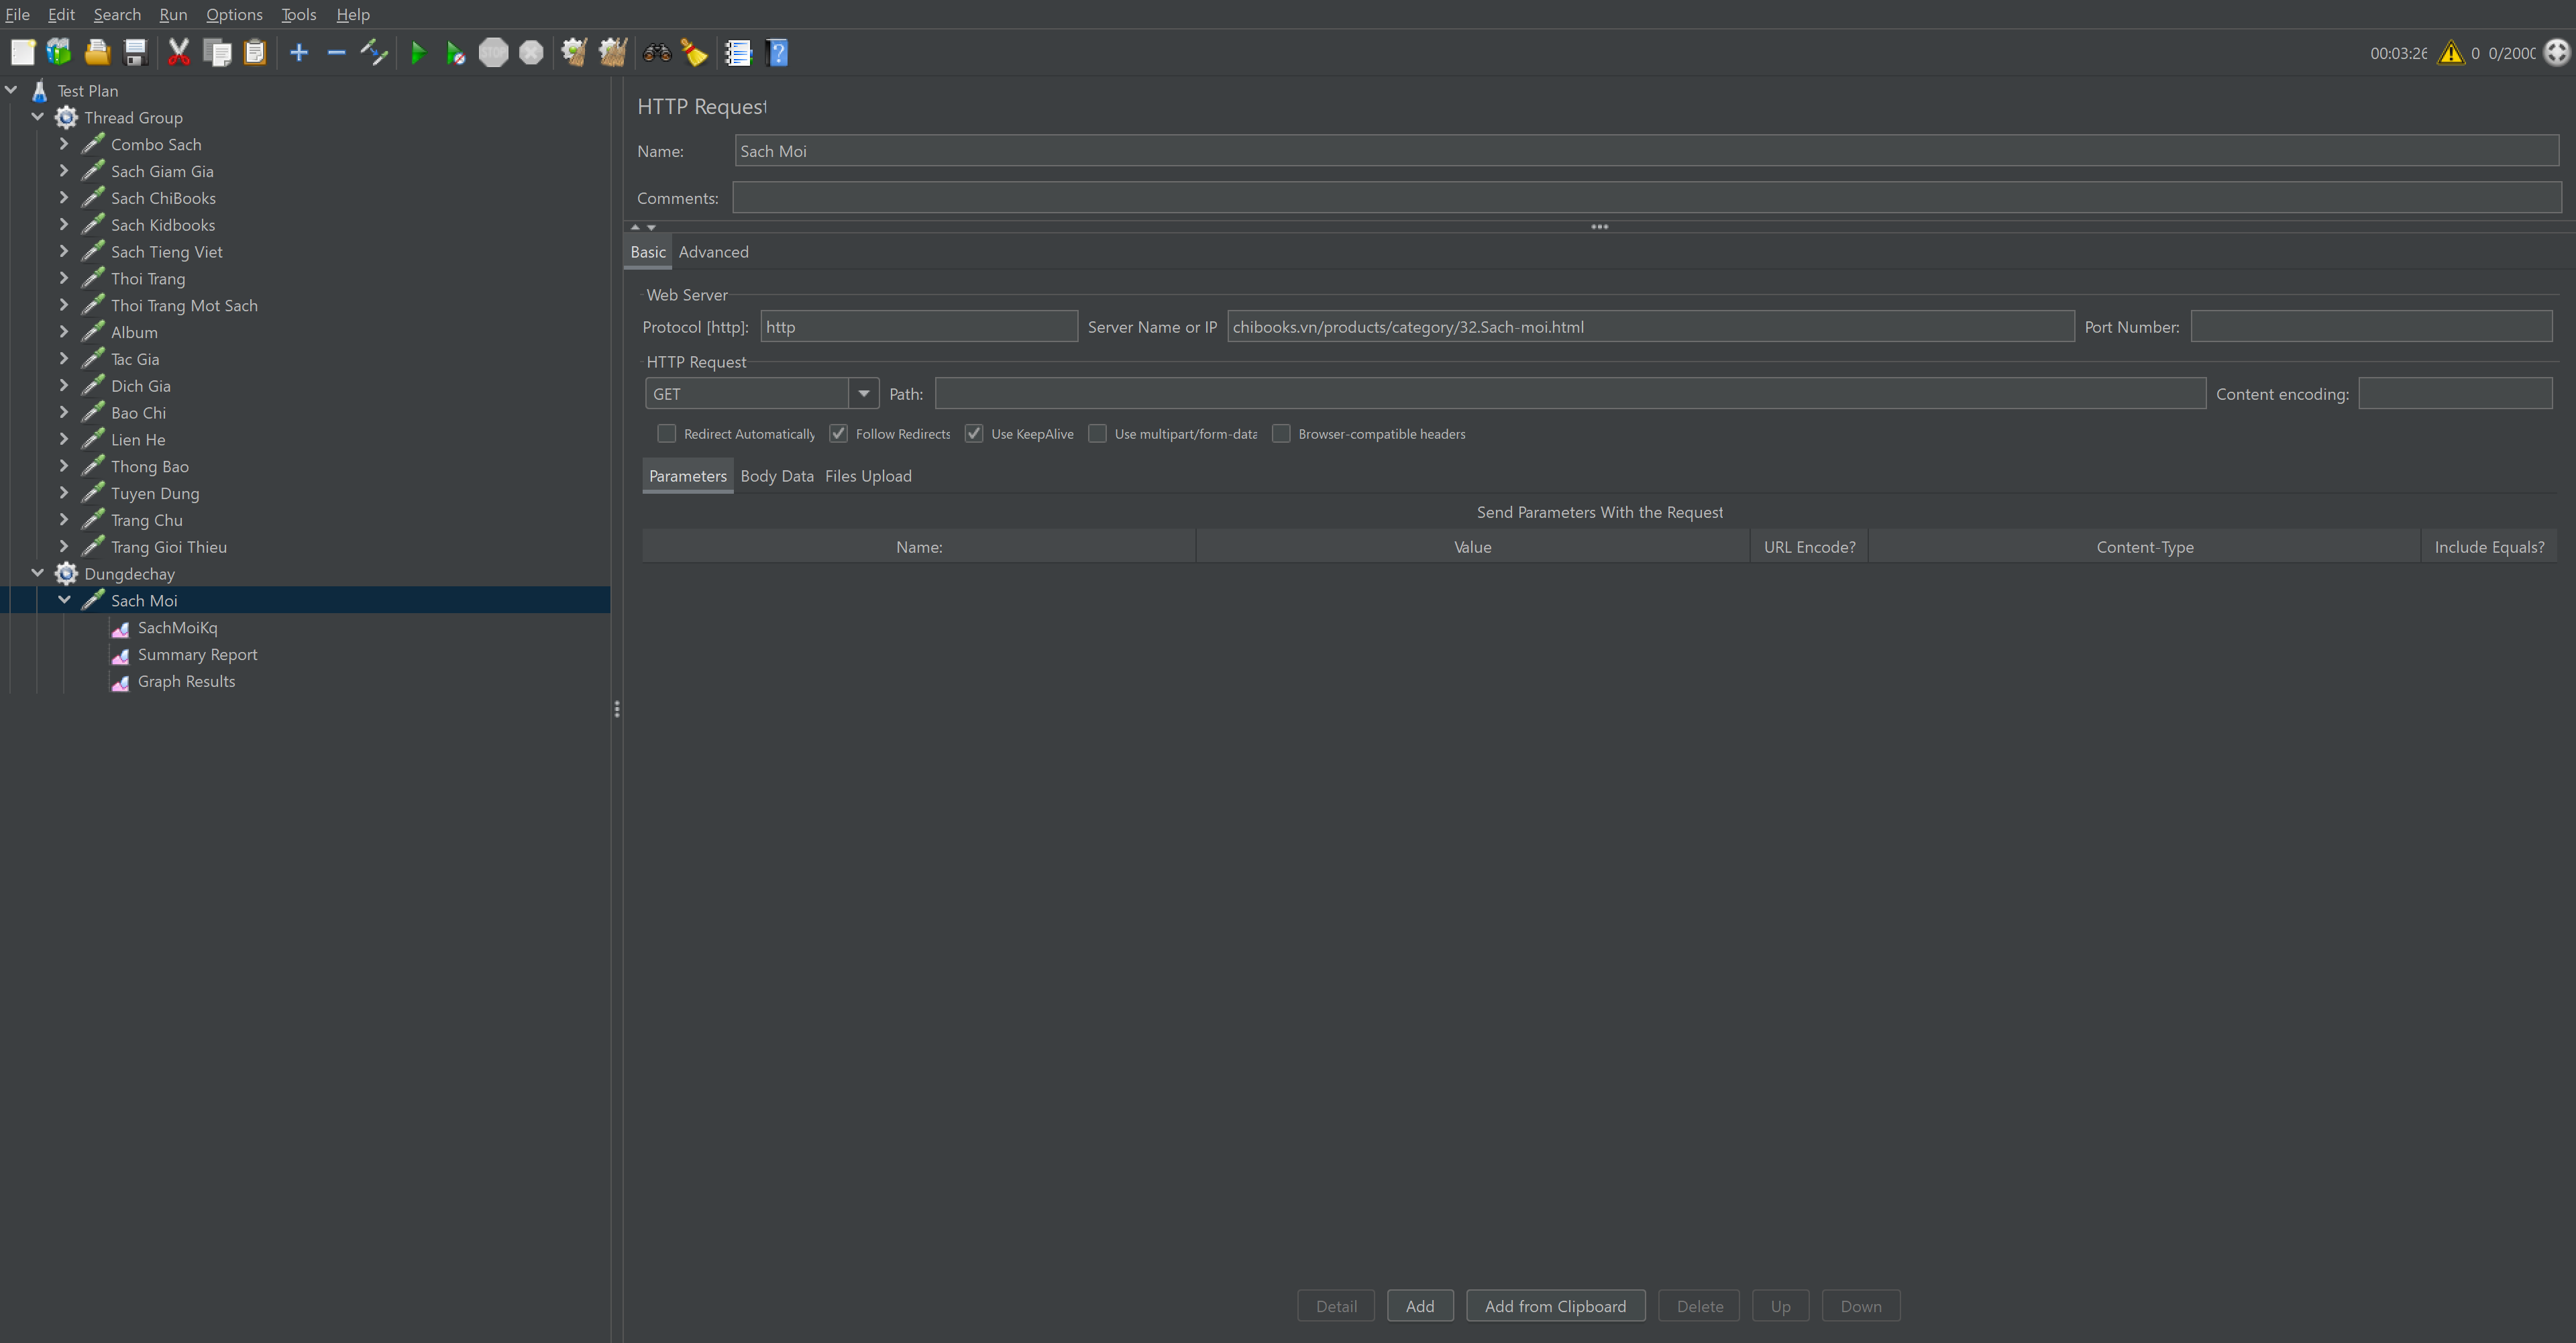 File Edit Search Run Options Tools Help
STOP ?
00:03:26 0 0/2000
Test Plan
Thread Group
Combo Sach
Sach Giam Gia
Sach ChiBooks
Sach Kidbooks
Sach Tieng Viet
Thoi Trang
Thoi Trang Mot Sach
Album
Tac Gia
Dich Gia
Bao Chi
Lien He
Thong Bao
Tuyen Dung
Trang Chu
Trang Gioi Thieu
Dungdechay
Sach Moi
SachMoiKq
Summary Report
Graph Results
HTTP Request
Name: Sach Moi
Comments:
Basic Advanced
Web Server
Protocol [http]: http Server Name or IP chibooks.vn/products/category/32.Sach-moi.html Port Number:
HTTP Request
GET Path: Content encoding:
Redirect Automatically Follow Redirects Use KeepAlive Use multipart/form-data Browser-compatible headers
Parameters Body Data Files Upload
Send Parameters With the Request
Name: Value URL Encode? Content-Type Include Equals?
Detail Add Add from Clipboard Delete Up Down